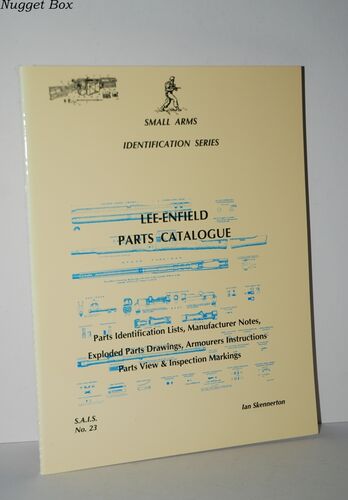 Nugget Box
SMALL ARMS
IDENTIFICATION SERIES
LEE-ENFIELD
PARTS CATALOGUE
Parts Identification Lists, Manufacturer Notes,
Exploded Parts Drawings, Armourers Instructions
Parts View & Inspection Markings
S.A.I.S.
No. 23
Ian Skennerton